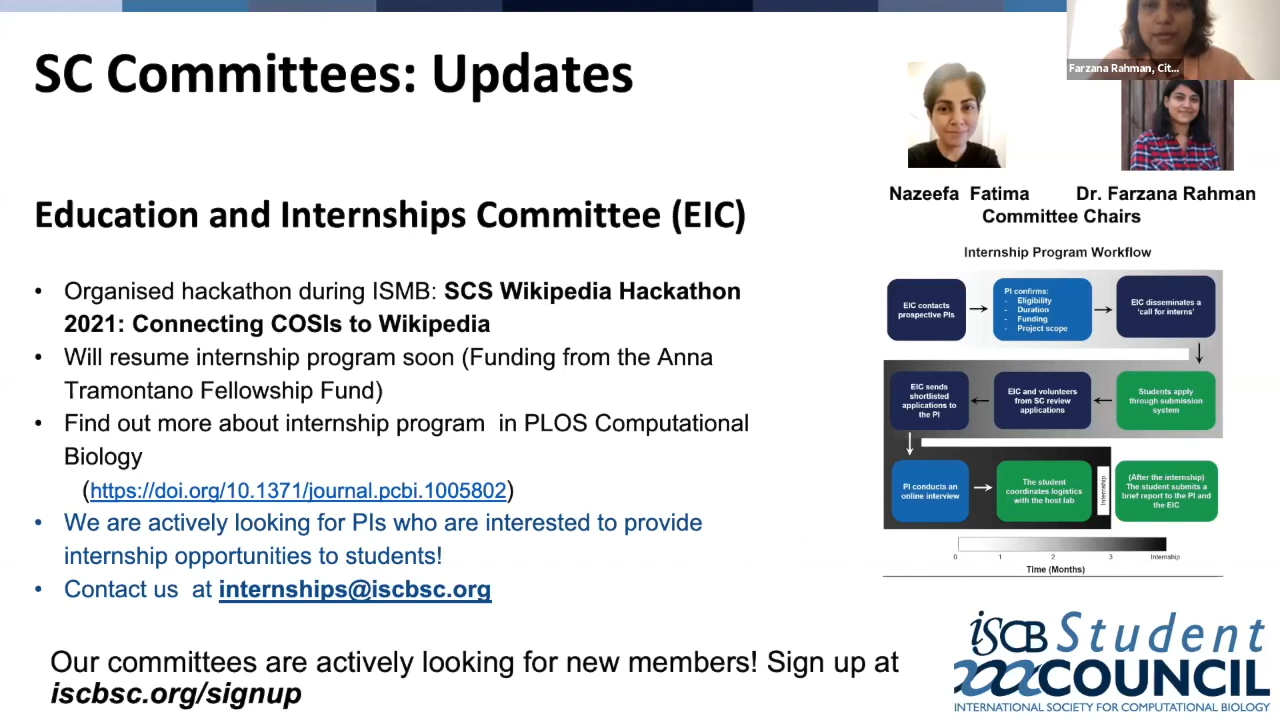 SC Committees: Updates
Farzana Rahman, Cit...
Nazeefa Fatima
Dr. Farzana Rahman
Committee Chairs
Education and Internships Committee (EIC)
• Organised hackathon during ISMB: SCS Wikipedia Hackathon
2021: Connecting COSIs to Wikipedia
• Will resume internship program soon (Funding from the Anna
Tramontano Fellowship Fund)
• Find out more about internship program in PLOS Computational
Biology
(https://doi.org/10.1371/journal.pcbi.1005802)
• We are actively looking for PIs who are interested to provide
internship opportunities to students!
• Contact us at internships@iscbsc.org
Our committees are actively looking for new members! Sign up at
iscbsc.org/signup
Internship Program Workflow
EIC contacts
prospective PIs
PI confirms:
- Eligibility
- Duration
- Funding
- Project scope
EIC disseminates a
'call for interns'
EIC sends
shortlisted
applications to
the PI
EIC and volunteers
from SC review
applications
Students apply
through submission
system
PI conducts an
online interview
The student
coordinates logistics
with the host lab
Internship
(After the internship)
The student submits a
brief report to the PI and
the EIC
0 1 2 3 Internship
Time (Months)
iSCB Student
COUNCIL
INTERNATIONAL SOCIETY FOR COMPUTATIONAL BIOLOGY